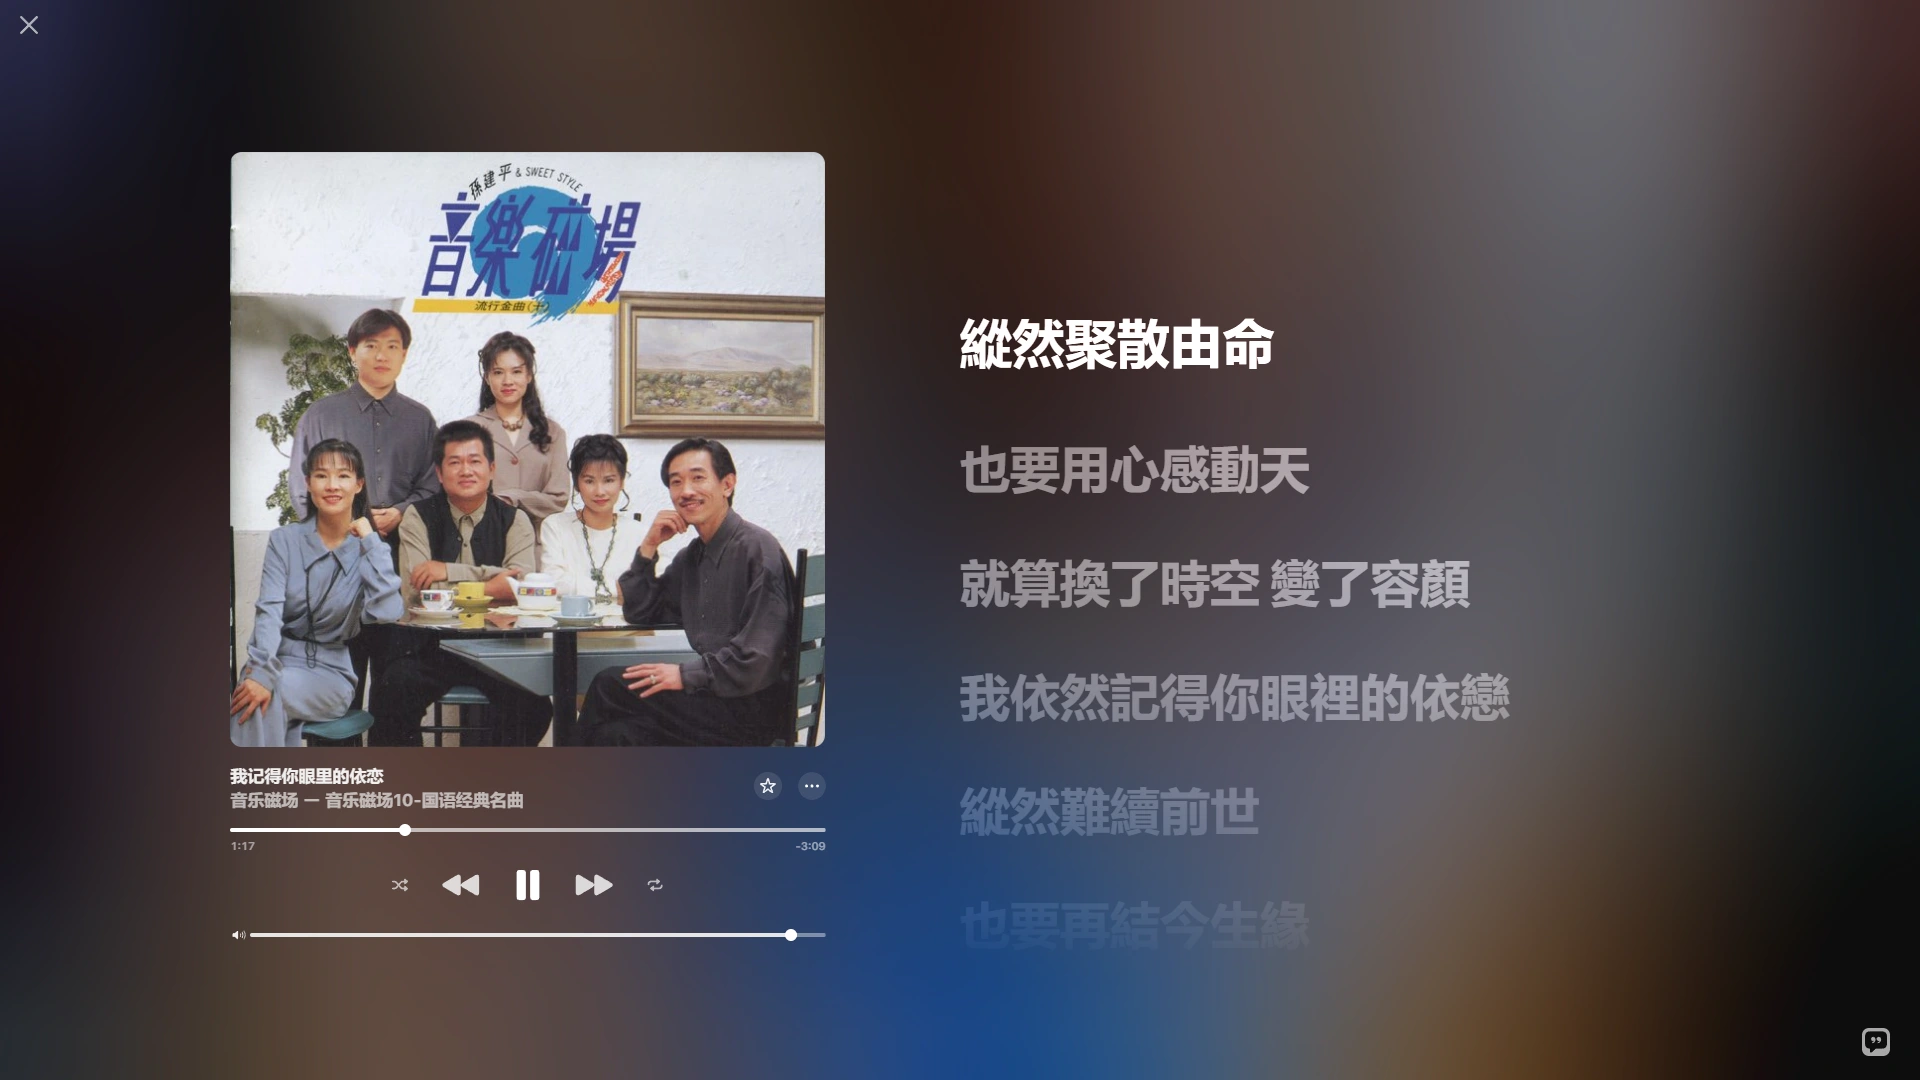 孫建平 & SWEET STYLE
音樂磁場
流行金曲(十)
我记得你眼里的依恋
音乐磁场 — 音乐磁场10-国语经典名曲
1:17
-3:09
縱然聚散由命
也要用心感動天
就算換了時空 變了容顏
我依然記得你眼裡的依戀
縱然難續前世
也要再結今生緣